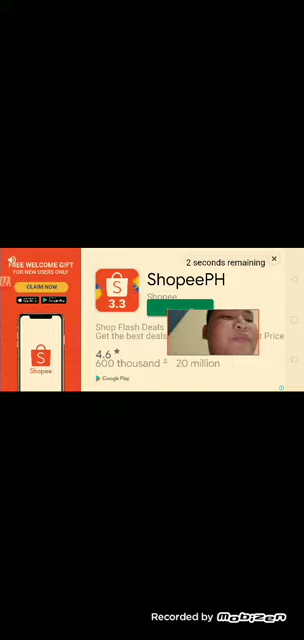 FREE WELCOME GIFT
FOR NEW USERS ONLY
CLAIM NOW
Shopee
2 seconds remaining
3.3
ShopeePH
Shopee
Shop Flash Deals
Get the best deals
t Price
4.6 ★
600 thousand
20 million
Google Play
Recorded by mobizen